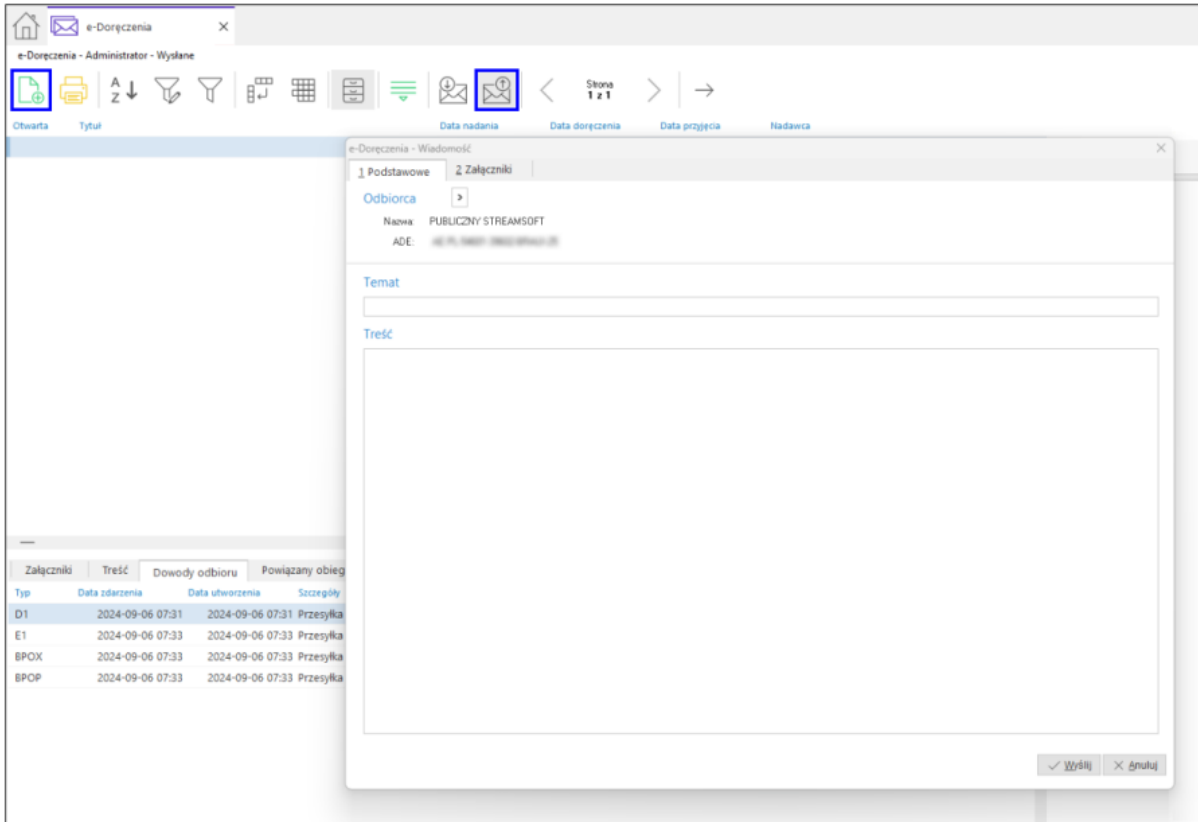 e-Doręczenia
e-Doręczenia - Administrator - Wysłane
A
Z
Strona
1 z 1
Otwarta Tytuł Data nadania Data doręczenia Data przyjęcia Nadawca
e-Doręczenia - Wiadomość
1 Podstawowe 2 Załączniki
Odbiorca
Nazwa: PUBLICZNY STREAMSOFT
ADE:
Temat
Treść
Załączniki Treść Dowody odbioru Powiązany obieg
Typ Data zdarzenia Data utworzenia Szczegóły
D1 2024-09-06 07:31 2024-09-06 07:31 Przesyłka
E1 2024-09-06 07:33 2024-09-06 07:33 Przesyłka
BPOX 2024-09-06 07:33 2024-09-06 07:33 Przesyłka
BPOP 2024-09-06 07:33 2024-09-06 07:33 Przesyłka
Wyślij Anuluj